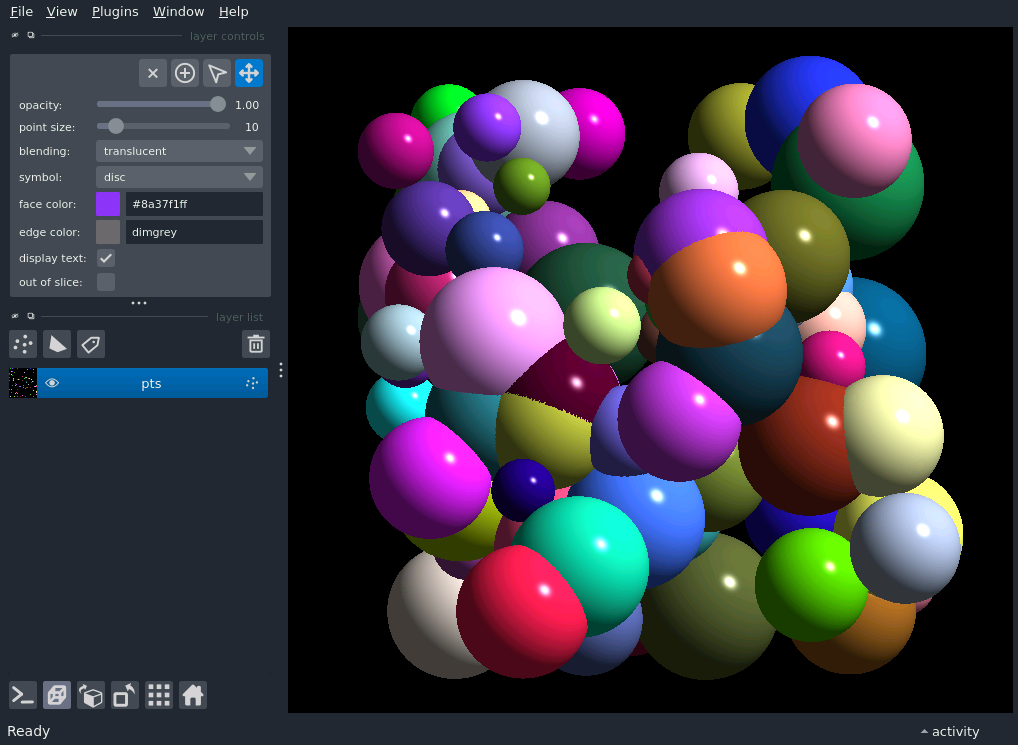 File View Plugins Window Help
layer controls
opacity: 1.00
point size: 10
blending: translucent
symbol: disc
face color: #8a37f1ff
edge color: dimgrey
display text:
out of slice:
layer list
pts
Ready
activity